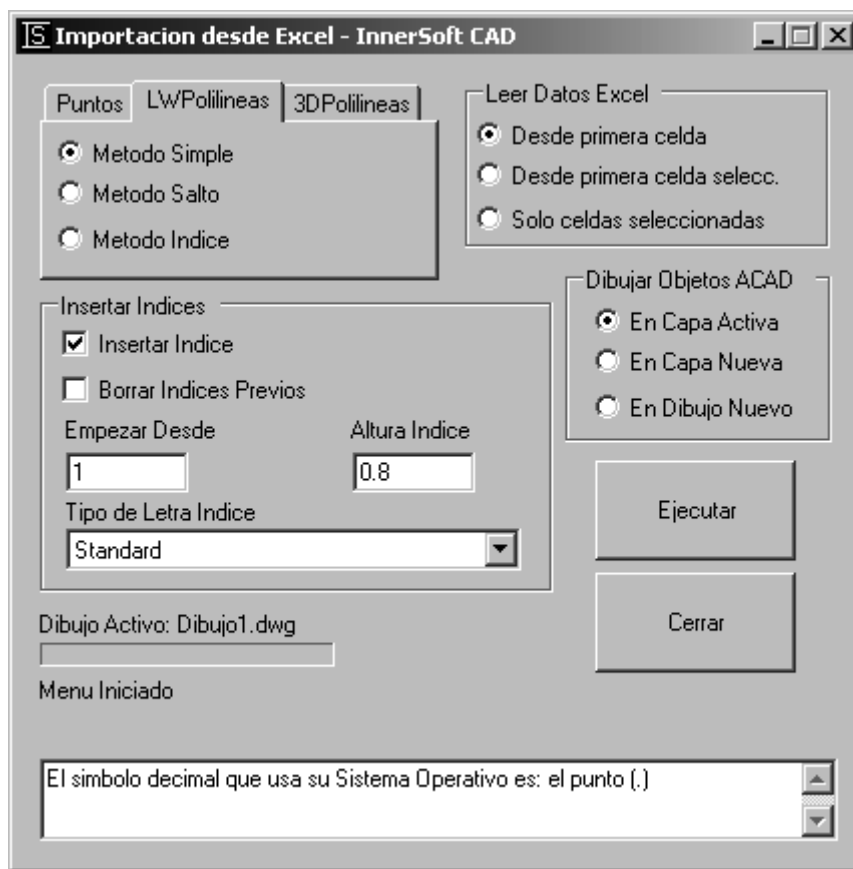 IS Importacion desde Excel - InnerSoft CAD
Puntos LWPolilineas 3DPolilineas
Metodo Simple
Metodo Salto
Metodo Indice
Leer Datos Excel
Desde primera celda
Desde primera celda selecc.
Solo celdas seleccionadas
Insertar Indices
Insertar Indice
Borrar Indices Previos
Empezar Desde Altura Indice
1 0.8
Tipo de Letra Indice
Standard
Dibujar Objetos ACAD
En Capa Activa
En Capa Nueva
En Dibujo Nuevo
Ejecutar
Cerrar
Dibujo Activo: Dibujo1.dwg
Menu Iniciado
El simbolo decimal que usa su Sistema Operativo es: el punto (.)